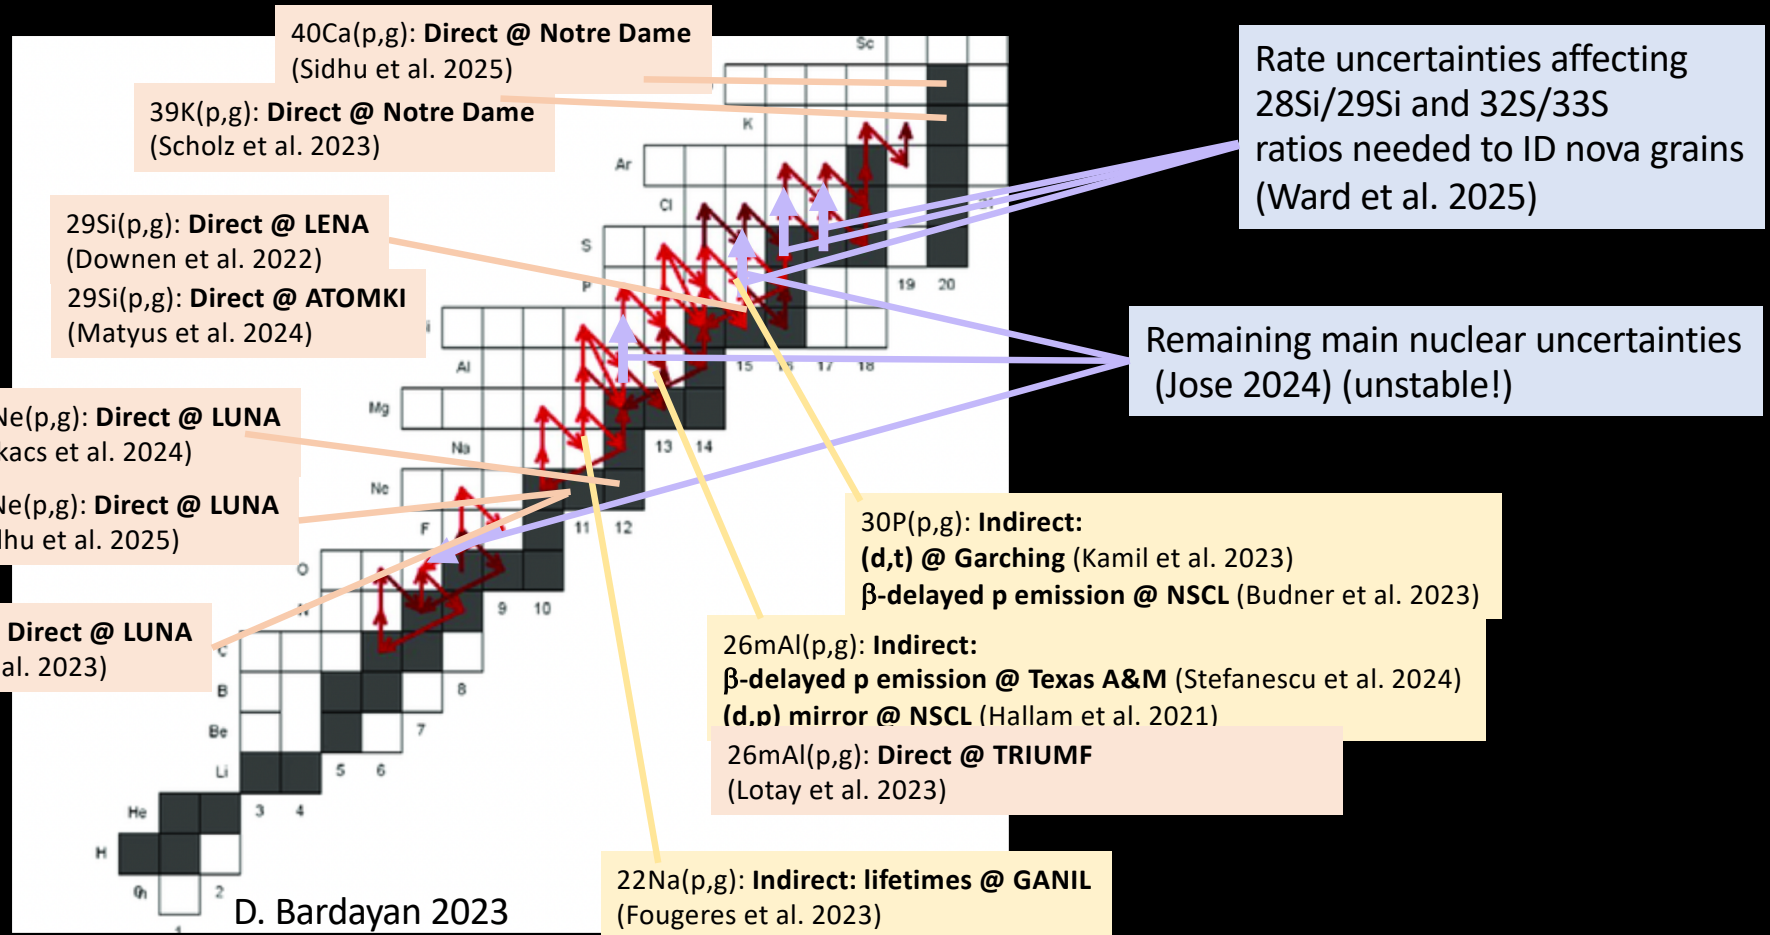 40Ca(p,g): Direct @ Notre Dame
(Sidhu et al. 2025)
39K(p,g): Direct @ Notre Dame
(Scholz et al. 2023)
29Si(p,g): Direct @ LENA
(Downen et al. 2022)
29Si(p,g): Direct @ ATOMKI
(Matyus et al. 2024)
Ne(p,g): Direct @ LUNA
kacs et al. 2024)
Ne(p,g): Direct @ LUNA
dhu et al. 2025)
Direct @ LUNA
al. 2023)
Rate uncertainties affecting
28Si/29Si and 32S/33S
ratios needed to ID nova grains
(Ward et al. 2025)
Remaining main nuclear uncertainties
(Jose 2024) (unstable!)
30P(p,g): Indirect:
(d,t) @ Garching (Kamil et al. 2023)
β-delayed p emission @ NSCL (Budner et al. 2023)
26mAl(p,g): Indirect:
β-delayed p emission @ Texas A&M (Stefanescu et al. 2024)
(d,p) mirror @ NSCL (Hallam et al. 2021)
26mAl(p,g): Direct @ TRIUMF
(Lotay et al. 2023)
22Na(p,g): Indirect: lifetimes @ GANIL
(Fougeres et al. 2023)
Sc
K
Ar
Cl
S
P
19 20
Al
15 16 17 18
Mg
Na
13 14
Ne
F
11 12
O
9 10
C
B
8
Be
7
Li
5 6
He
3 4
H
2
D. Bardayan 2023